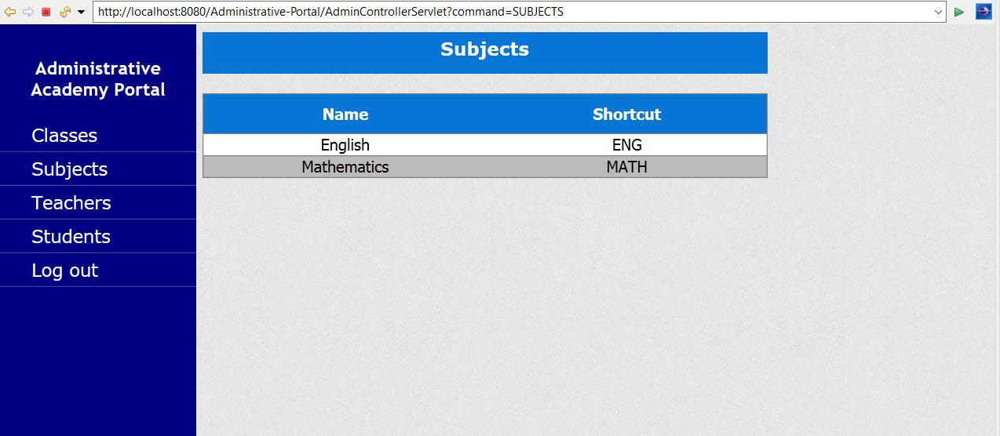 http://localhost:8080/Administrative-Portal/AdminControllerServlet?command=SUBJECTS
Administrative
Academy Portal
Classes
Subjects
Teachers
Students
Log out
Subjects
Name Shortcut
English ENG
Mathematics MATH